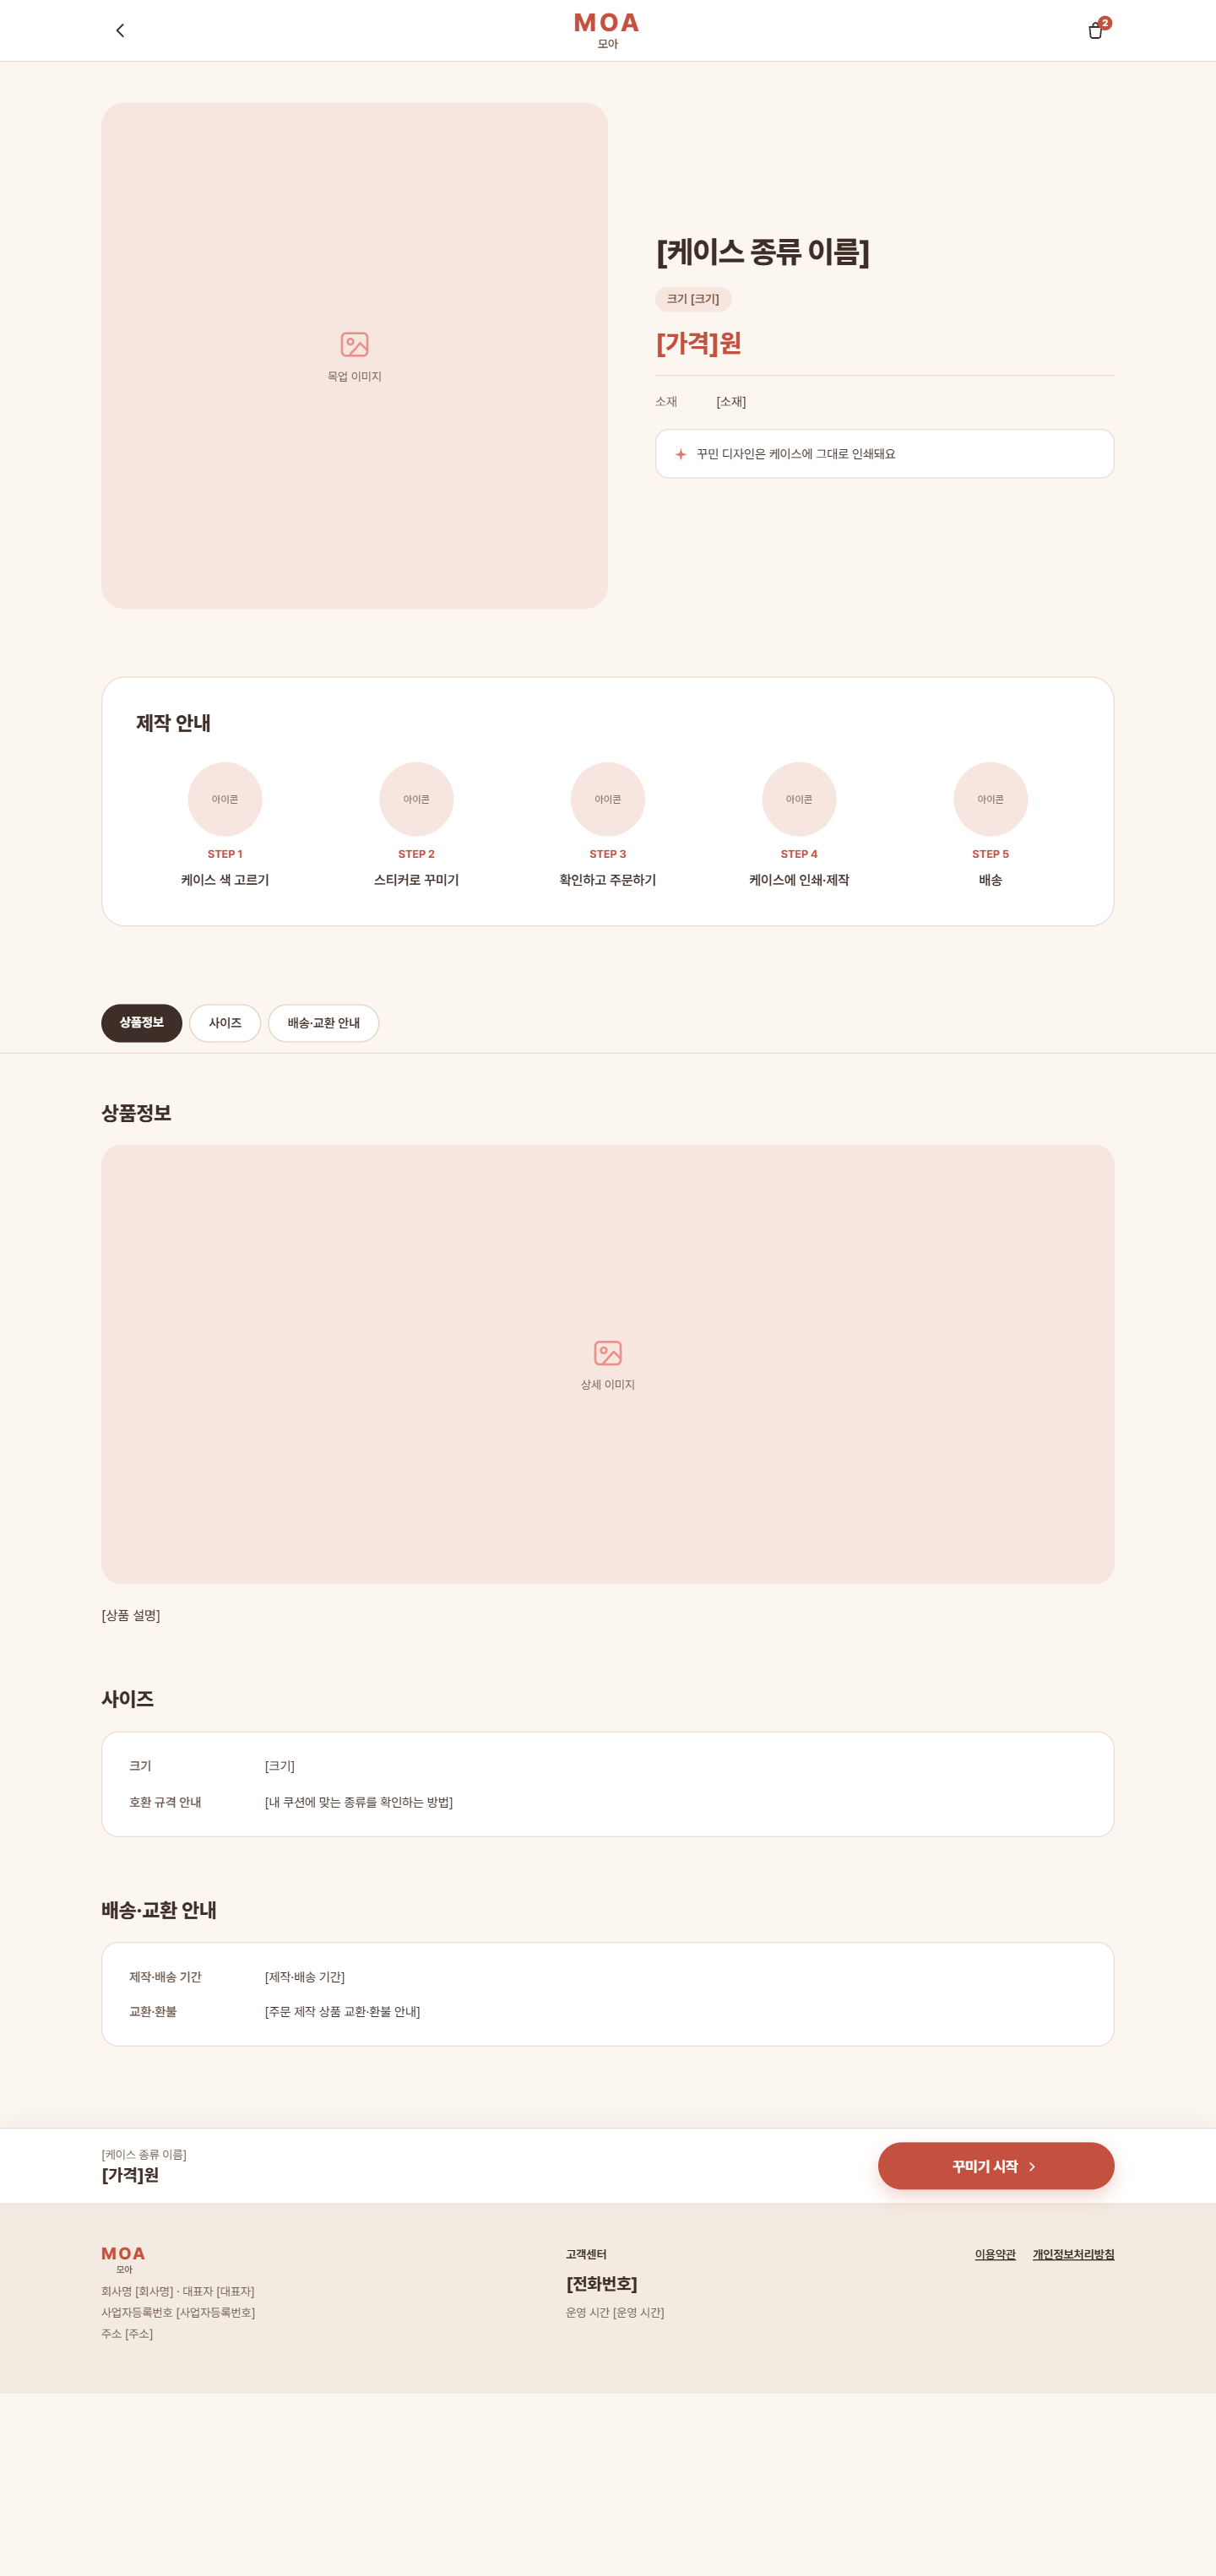 MOA
모아
2
[케이스 종류 이름]
크기 [크기]
[가격]원
목업 이미지
소재 [소재]
꾸민 디자인은 케이스에 그대로 인쇄돼요
제작 안내
아이콘 아이콘 아이콘 아이콘 아이콘
STEP 1 STEP 2 STEP 3 STEP 4 STEP 5
케이스 색 고르기 스티커로 꾸미기 확인하고 주문하기 케이스에 인쇄·제작 배송
상품정보 사이즈 배송·교환 안내
상품정보
상세 이미지
[상품 설명]
사이즈
크기 [크기]
호환 규격 안내 [내 쿠션에 맞는 종류를 확인하는 방법]
배송·교환 안내
제작·배송 기간 [제작·배송 기간]
교환·환불 [주문 제작 상품 교환·환불 안내]
[케이스 종류 이름]
[가격]원
꾸미기 시작
MOA
모아
회사명 [회사명] · 대표자 [대표자]
사업자등록번호 [사업자등록번호]
주소 [주소]
고객센터
[전화번호]
운영 시간 [운영 시간]
이용약관 개인정보처리방침